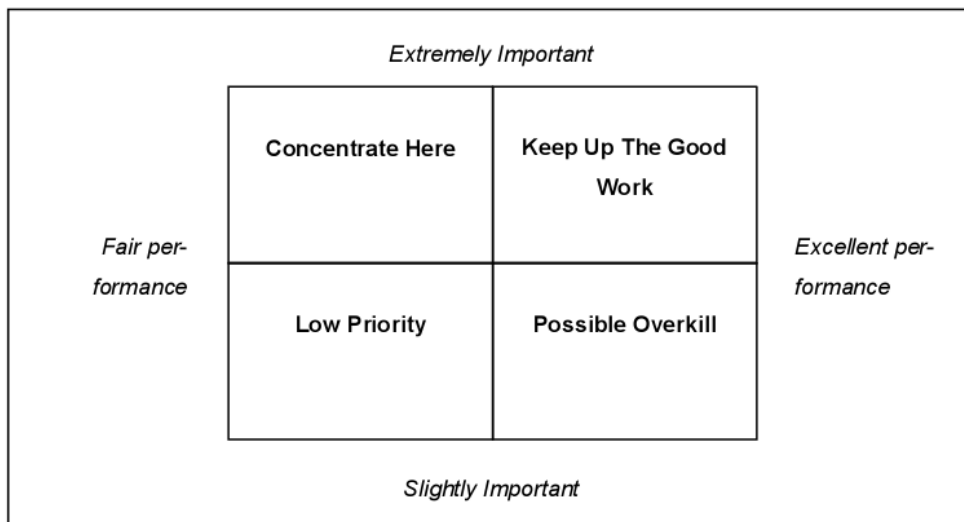 Extremely Important
Concentrate Here
Keep Up The Good
Work
Fair per-
formance
Excellent per-
formance
Low Priority
Possible Overkill
Slightly Important